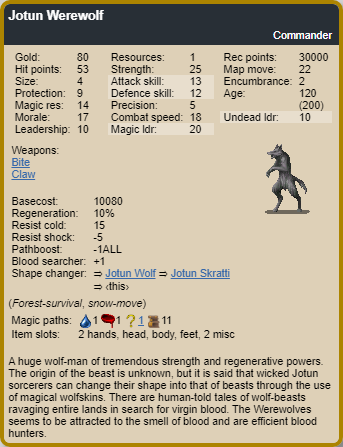 Jotun Werewolf
Commander
Gold: 80 Resources: 1 Rec points: 30000
Hit points: 53 Strength: 25 Map move: 22
Size: 4 Attack skill: 13 Encumbrance: 2
Protection: 9 Defence skill: 12 Age: 120
Magic res: 14 Precision: 5 (200)
Morale: 17 Combat speed: 18 Undead ldr: 10
Leadership: 10 Magic ldr: 20
Weapons:
Bite
Claw
Basecost: 10080
Regeneration: 10%
Resist cold: 15
Resist shock: -5
Pathboost: -1ALL
Blood searcher: +1
Shape changer: ⇒ Jotun Wolf ⇒ Jotun Skratti
⇒ ‹this›
(Forest-survival, snow-move)
Magic paths: 1 1 ? 1 11
Item slots: 2 hands, head, body, feet, 2 misc
A huge wolf-man of tremendous strength and regenerative powers.
The origin of the beast is unknown, but it is said that wicked Jotun
sorcerers can change their shape into that of beasts through the use
of magical wolfskins. There are human-told tales of wolf-beasts
ravaging entire lands in search for virgin blood. The Werewolves
seems to be attracted to the smell of blood and are efficient blood
hunters.